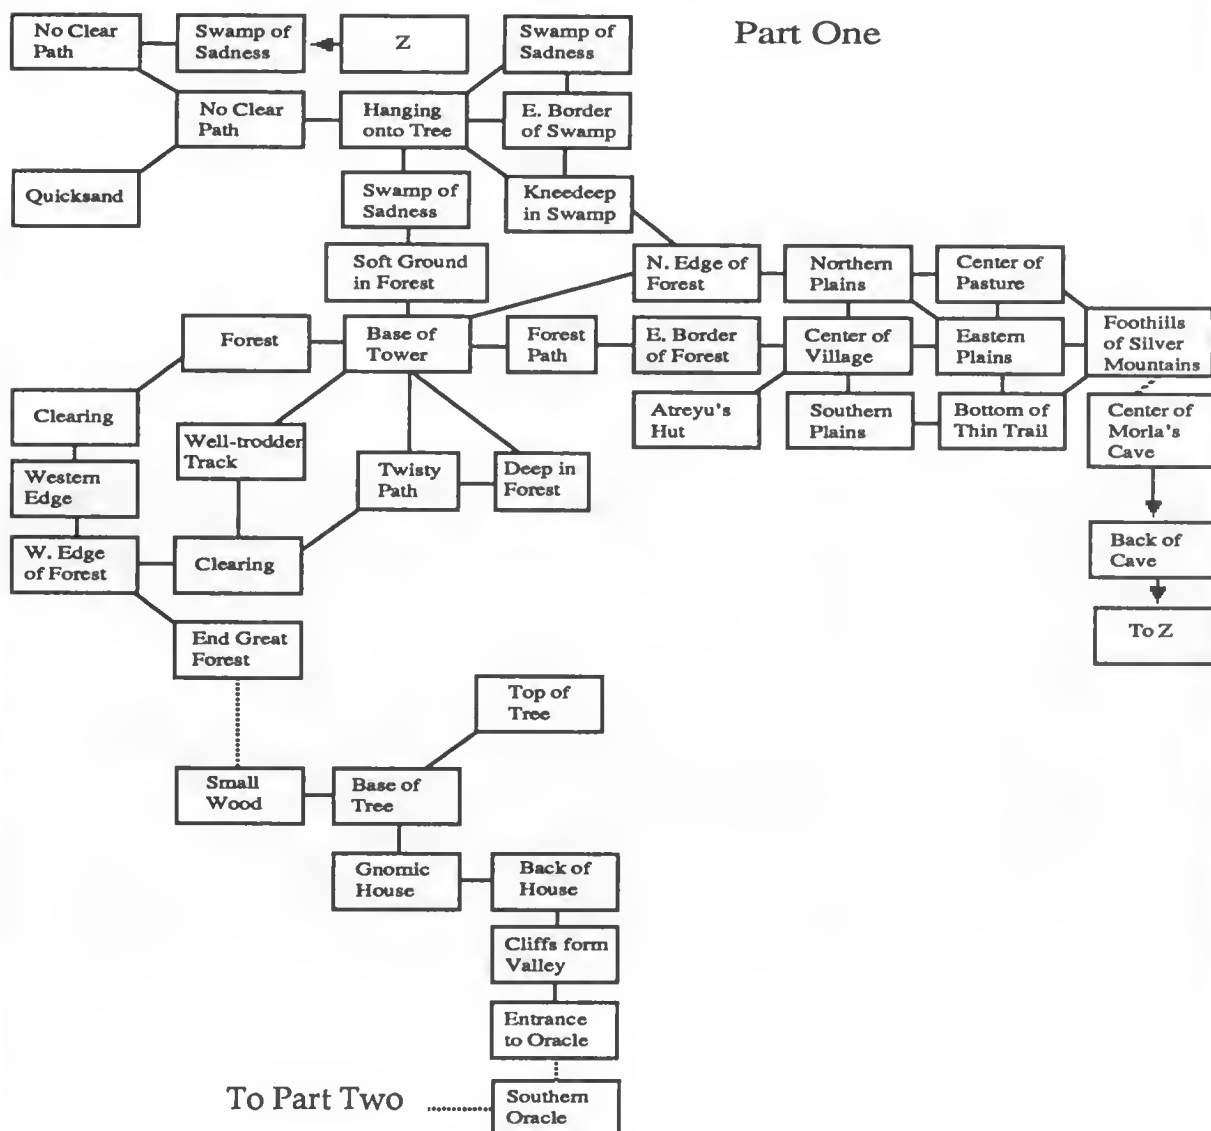 Part One
No Clear
Path
Swamp of
Sadness
Z
Swamp of
Sadness
No Clear
Path
Hanging
onto Tree
E. Border
of Swamp
Quicksand
Swamp of
Sadness
Kneedeep
in Swamp
Soft Ground
in Forest
N. Edge of
Forest
Northern
Plains
Center of
Pasture
Forest
Base of
Tower
Forest
Path
E. Border
of Forest
Center of
Village
Eastern
Plains
Foothills
of Silver
Mountains
Clearing
Well-trodder
Track
Atreyu's
Hut
Southern
Plains
Bottom of
Thin Trail
Center of
Morla's
Cave
Western
Edge
Twisty
Path
Deep in
Forest
W. Edge
of Forest
Clearing
Back of
Cave
End Great
Forest
To Z
Top of
Tree
Small
Wood
Base of
Tree
Gnomic
House
Back of
House
Cliffs form
Valley
Entrance
to Oracle
To Part Two
Southern
Oracle